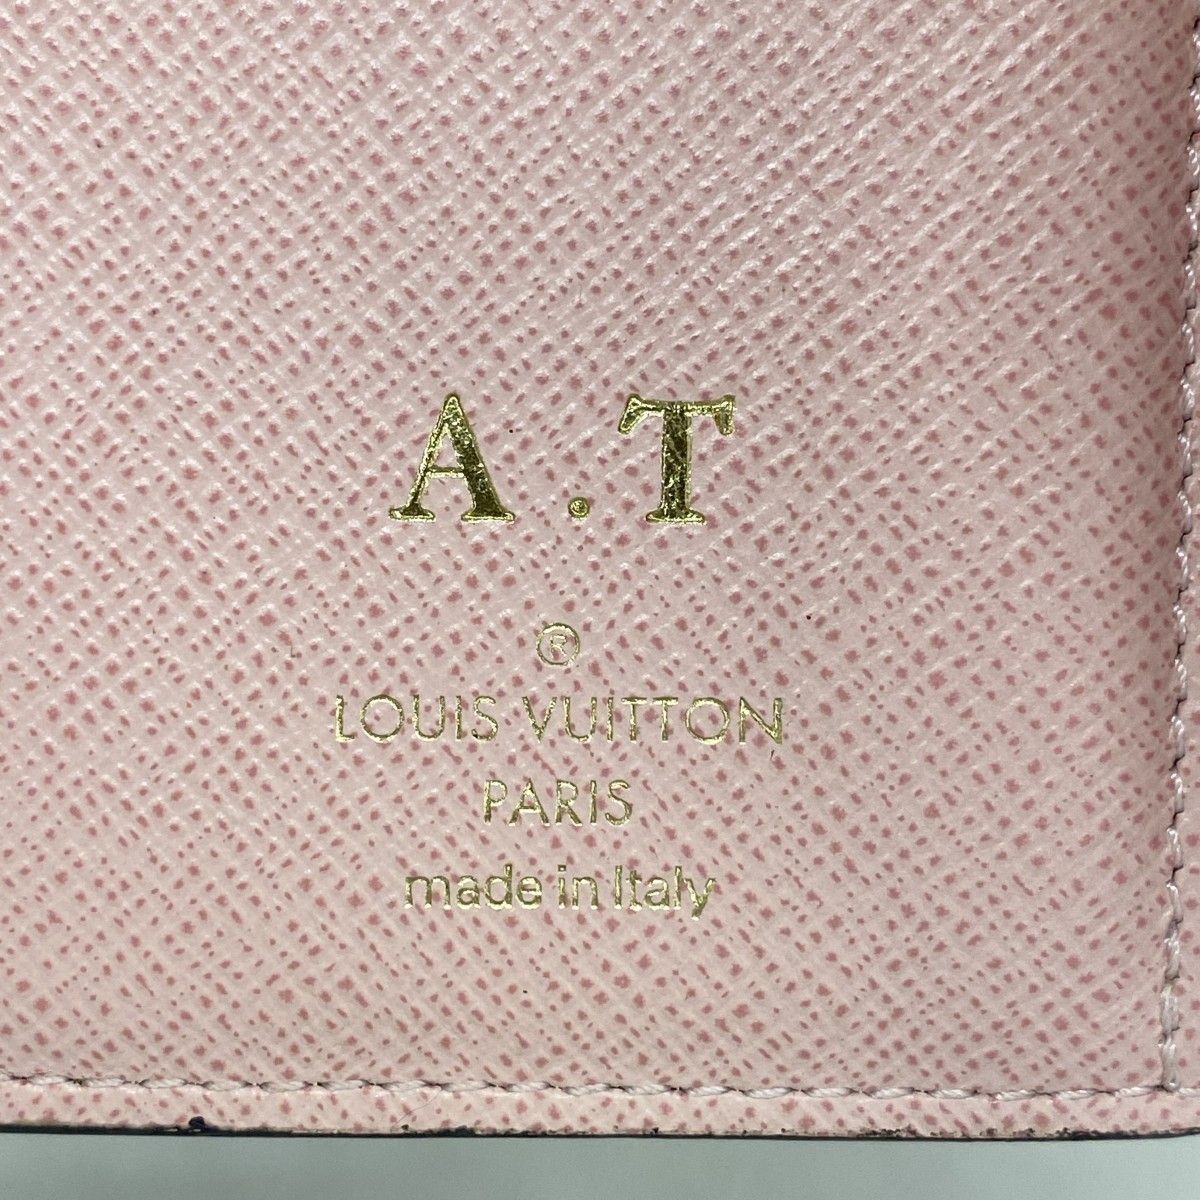 A.T
®
LOUIS VUITTON
PARIS
made in Italy